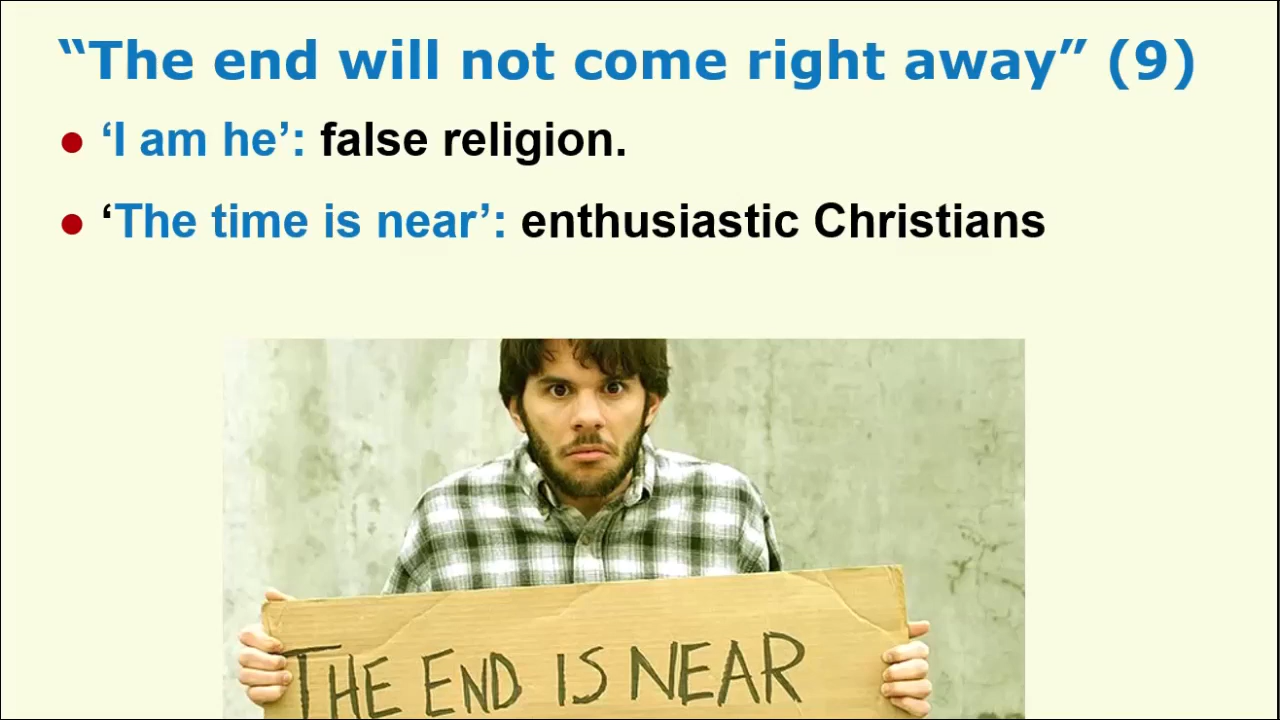 “The end will not come right away” (9)
‘I am he’: false religion.
‘The time is near’: enthusiastic Christians
THE END IS NEAR